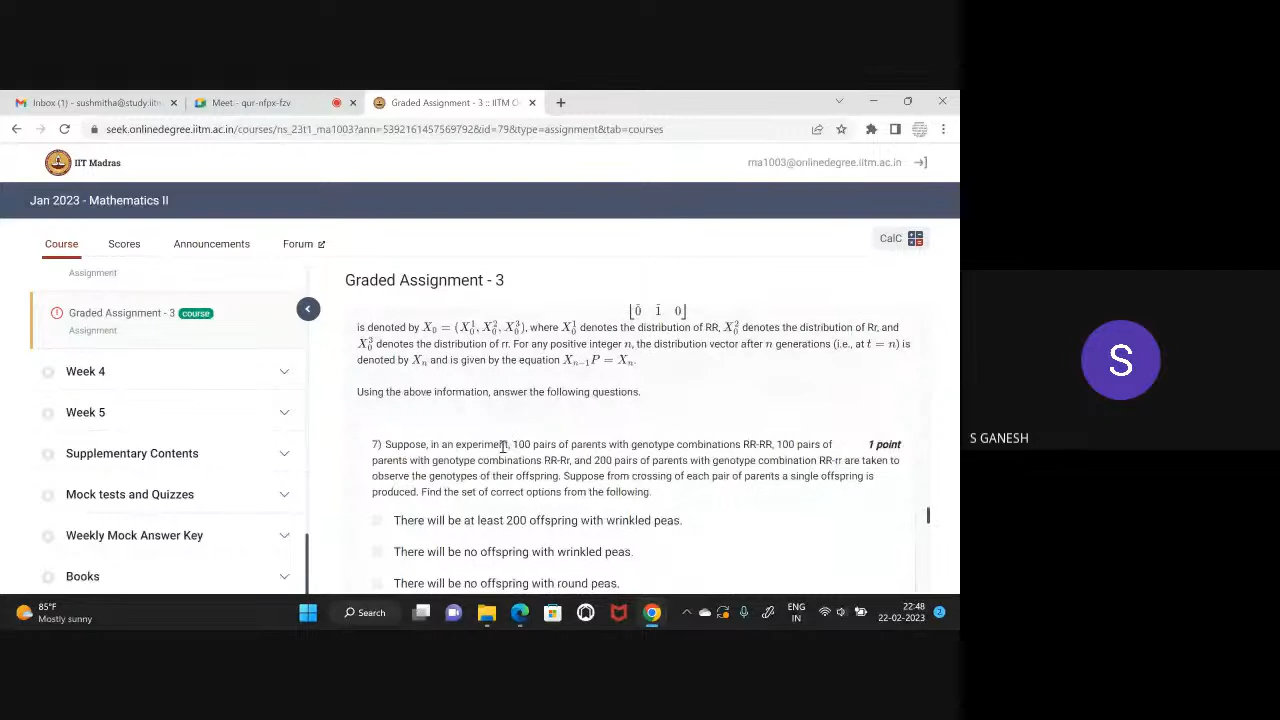 Inbox (1) - sushmitha@study.iitm
Meet - qur-nfpx-fzv
Graded Assignment - 3 :: IITM O
seek.onlinedegree.iitm.ac.in/courses/ns_23t1_ma1003?ann=5392161457569792&id=79&type=assignment&tab=courses
IIT Madras
ma1003@onlinedegree.iitm.ac.in
Jan 2023 - Mathematics II
Course
Scores
Announcements
Forum
CalC
Assignment
Graded Assignment - 3 course
Assignment
Week 4
Week 5
Supplementary Contents
Mock tests and Quizzes
Weekly Mock Answer Key
Books
Graded Assignment - 3
0 1 0
is denoted by X₀ = (X₀¹, X₀², X₀³), where X₀¹ denotes the distribution of RR, X₀² denotes the distribution of Rr, and
X₀³ denotes the distribution of rr. For any positive integer n, the distribution vector after n generations (i.e., at t = n) is
denoted by Xₙ and is given by the equation Xₙ₋₁P = Xₙ.
Using the above information, answer the following questions.
7) Suppose, in an experiment, 100 pairs of parents with genotype combinations RR-RR, 100 pairs of
1 point
parents with genotype combinations RR-Rr, and 200 pairs of parents with genotype combination RR-rr are taken to
observe the genotypes of their offspring. Suppose from crossing of each pair of parents a single offspring is
produced. Find the set of correct options from the following.
There will be at least 200 offspring with wrinkled peas.
There will be no offspring with wrinkled peas.
There will be no offspring with round peas.
S
S GANESH
85°F
Mostly sunny
Search
ENG
IN
22:48
22-02-2023
2